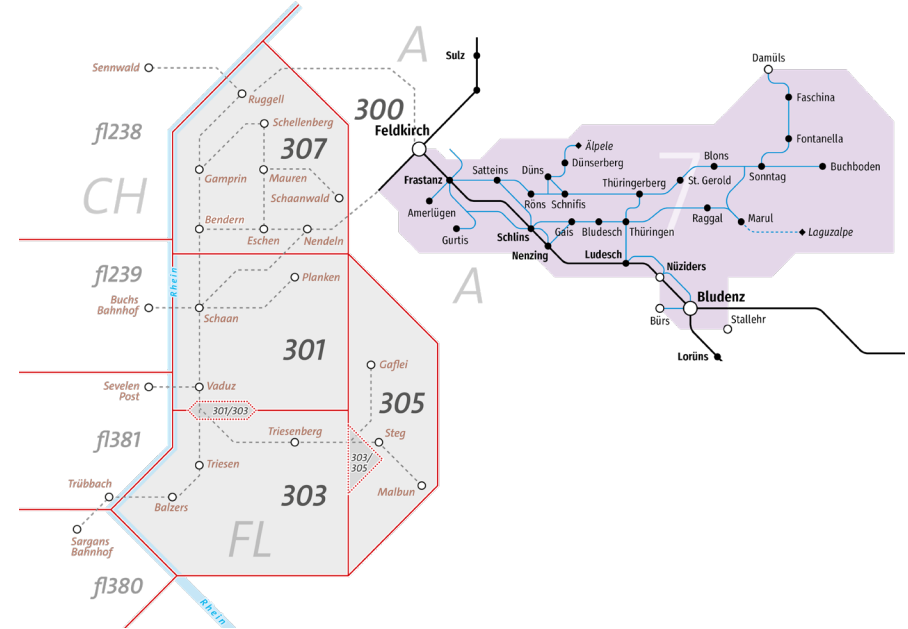 Sennwald
Ruggell
fl238
CH
Schellenberg
307
Gamprin
Mauren
Schaanwald
Bendern
Eschen
Nendeln
A
300
Feldkirch
Sulz
Damüls
Faschina
Fontanella
Buchboden
Sonntag
Blons
St. Gerold
Thüringerberg
7
Älpele
Dünserberg
Düns
Satteins
Frastanz
Röns
Schnifis
Amerlügen
Gurtis
Schlins
Gais
Bludesch
Thüringen
Raggal
Marul
Laguzalpe
Nenzing
Ludesch
Nüziders
Bludenz
Bürs
Stallehr
Lorüns
A
fl239
Rhein
Planken
Buchs
Bahnhof
Schaan
301
Gaflei
305
Sevelen
Post
Vaduz
301/303
fl381
Triesenberg
Steg
303/
305
Triesen
Malbun
303
Trübbach
Balzers
Sargans
Bahnhof
FL
fl380
Rhein